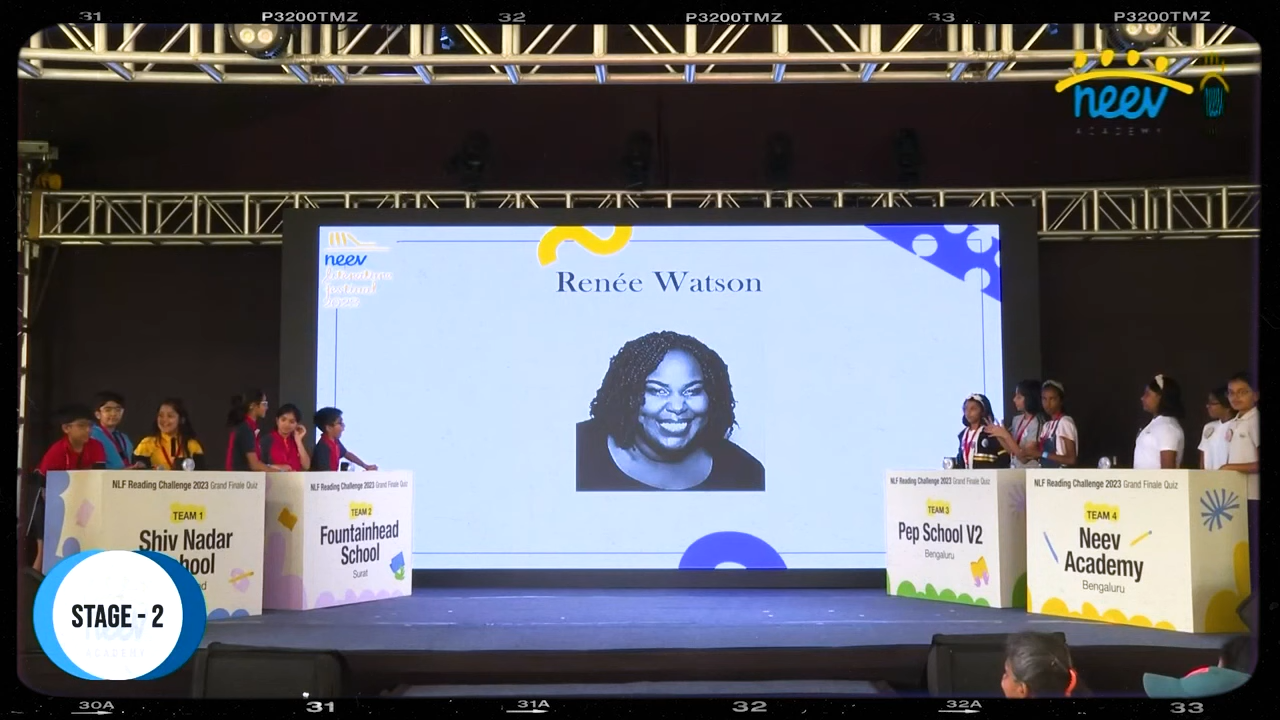 31 P3200TMZ 32 P3200TMZ 33 P3200TMZ
neev
ACADEMY
neev
literature
festival
Renée Watson
NLF Reading Challenge 2023 Grand Finale Quiz
TEAM 1
Shiv Nadar
NLF Reading Challenge 2023 Grand Finale Quiz
TEAM 2
Fountainhead
School
Surat
NLF Reading Challenge 2023 Grand Finale Quiz
TEAM 3
Pep School V2
Bengaluru
NLF Reading Challenge 2023 Grand Finale Quiz
TEAM 4
Neev
Academy
Bengaluru
STAGE - 2
30A 31 31A 32 32A 33